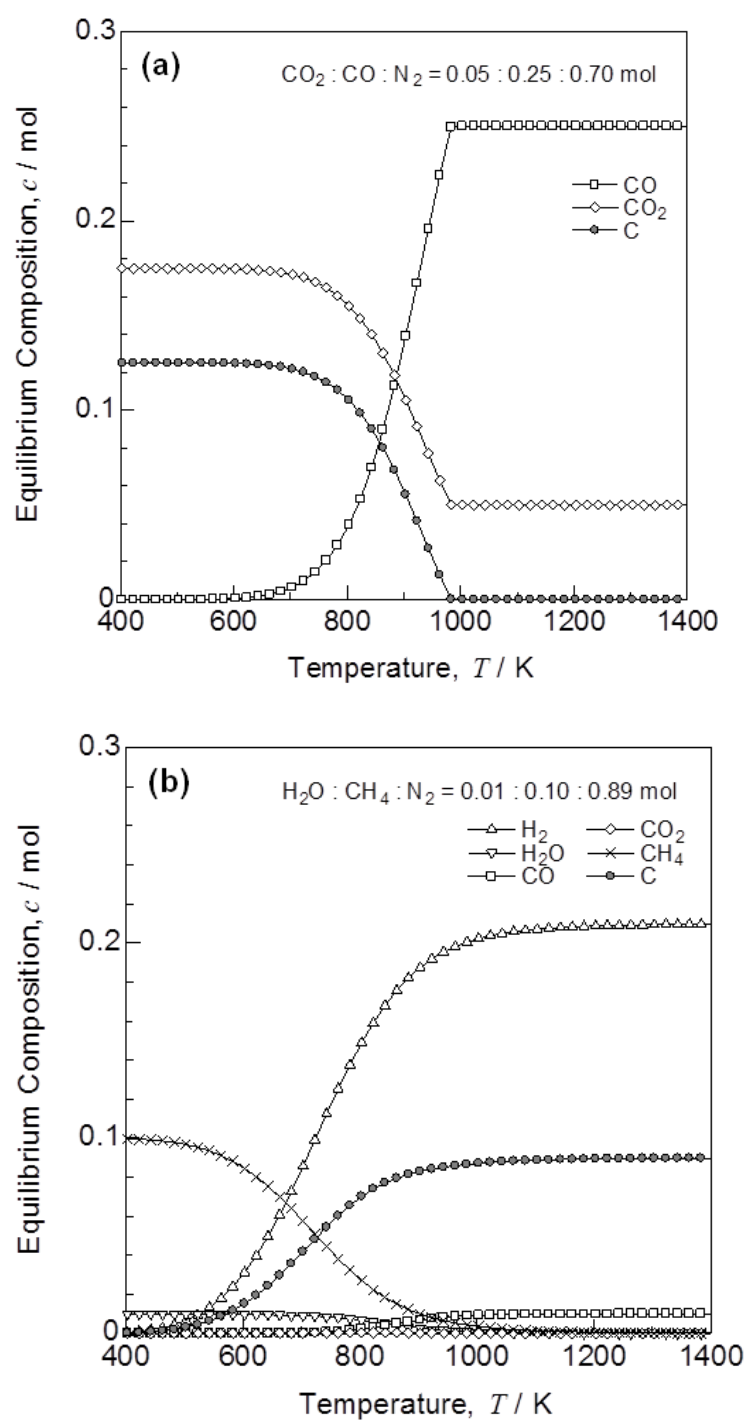 0.3
(a)
CO₂ : CO : N₂ = 0.05 : 0.25 : 0.70 mol
CO
CO₂
C
0.2
0.1
0
Equilibrium Composition, c / mol
400 600 800 1000 1200 1400
Temperature, T / K
0.3
(b)
H₂O : CH₄ : N₂ = 0.01 : 0.10 : 0.89 mol
H₂ CO₂
H₂O CH₄
CO C
0.2
0.1
0
Equilibrium Composition, c / mol
400 600 800 1000 1200 1400
Temperature, T / K